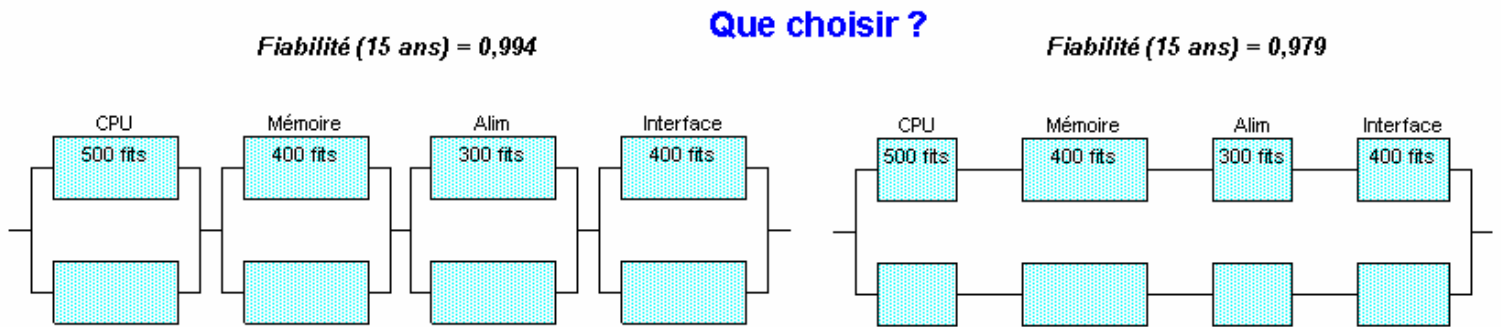 Que choisir ?
Fiabilité (15 ans) = 0,994
Fiabilité (15 ans) = 0,979
CPU
Mémoire
Alim
Interface
500 fits
400 fits
300 fits
400 fits
CPU
Mémoire
Alim
Interface
500 fits
400 fits
300 fits
400 fits